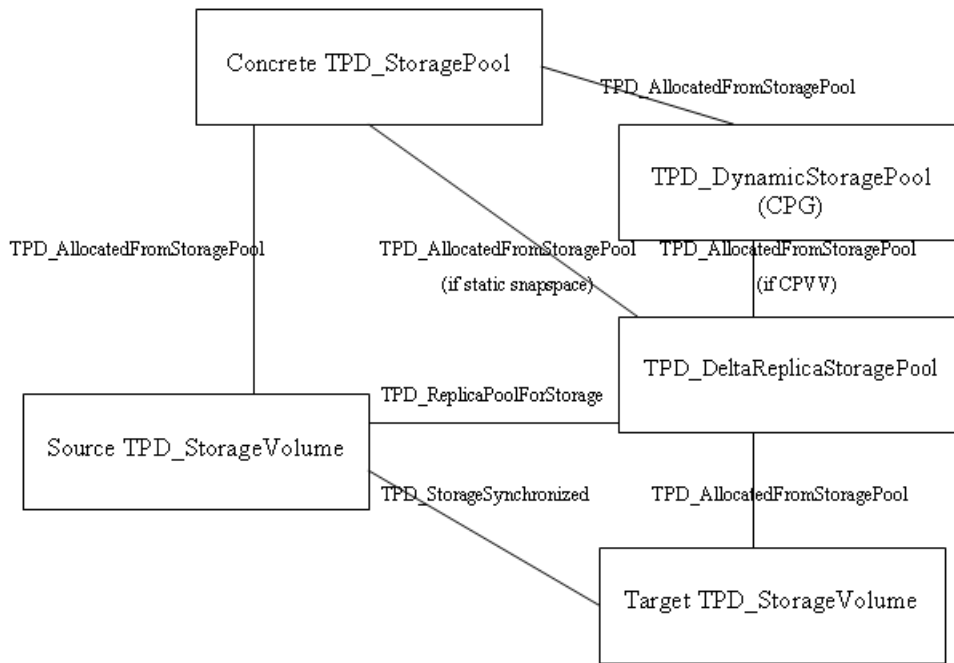 Concrete TPD_StoragePool
TPD_AllocatedFromStoragePool
TPD_DynamicStoragePool
(CPG)
TPD_AllocatedFromStoragePool
TPD_AllocatedFromStoragePool
(if static snapspace)
TPD_AllocatedFromStoragePool
(if CPVV)
TPD_DeltaReplicaStoragePool
TPD_ReplicaPoolForStorage
Source TPD_StorageVolume
TPD_StorageSynchronized
TPD_AllocatedFromStoragePool
Target TPD_StorageVolume